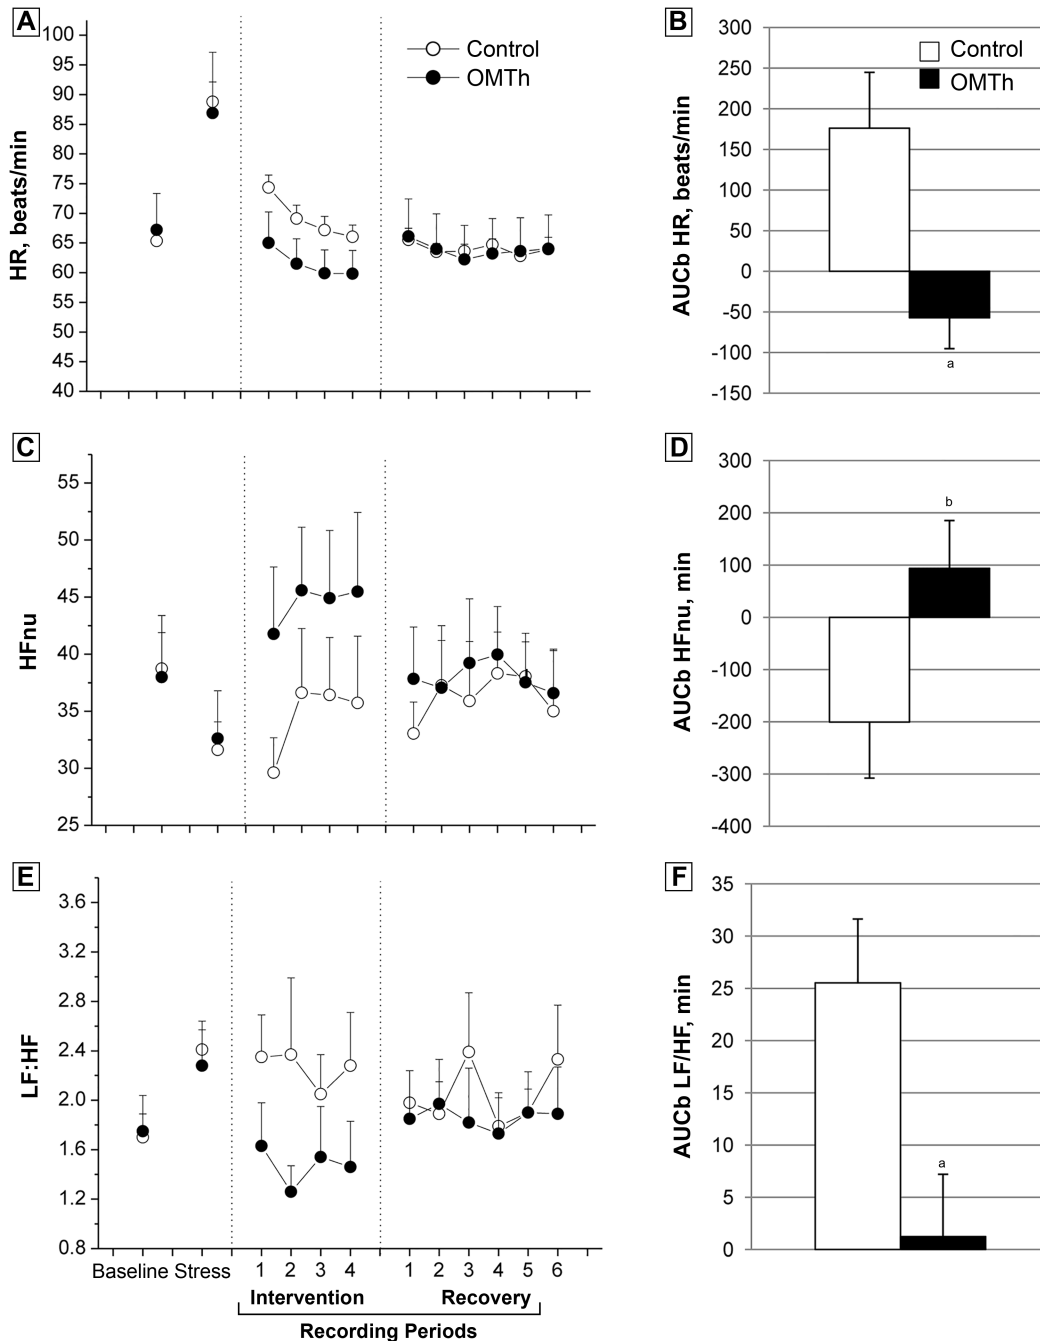 A
HR, beats/min
100
95
90
85
80
75
70
65
60
55
50
45
40
Control
OMTh
B
AUCb HR, beats/min
300
250
200
150
100
50
0
-50
-100
-150
Control
OMTh
a
C
HFnu
55
50
45
40
35
30
25
D
AUCb HFnu, min
300
200
100
0
-100
-200
-300
-400
b
E
LF:HF
3.6
3.2
2.8
2.4
2.0
1.6
1.2
0.8
Baseline Stress 1 2 3 4 1 2 3 4 5 6
Intervention Recovery
Recording Periods
F
AUCb LF/HF, min
35
30
25
20
15
10
5
0
a